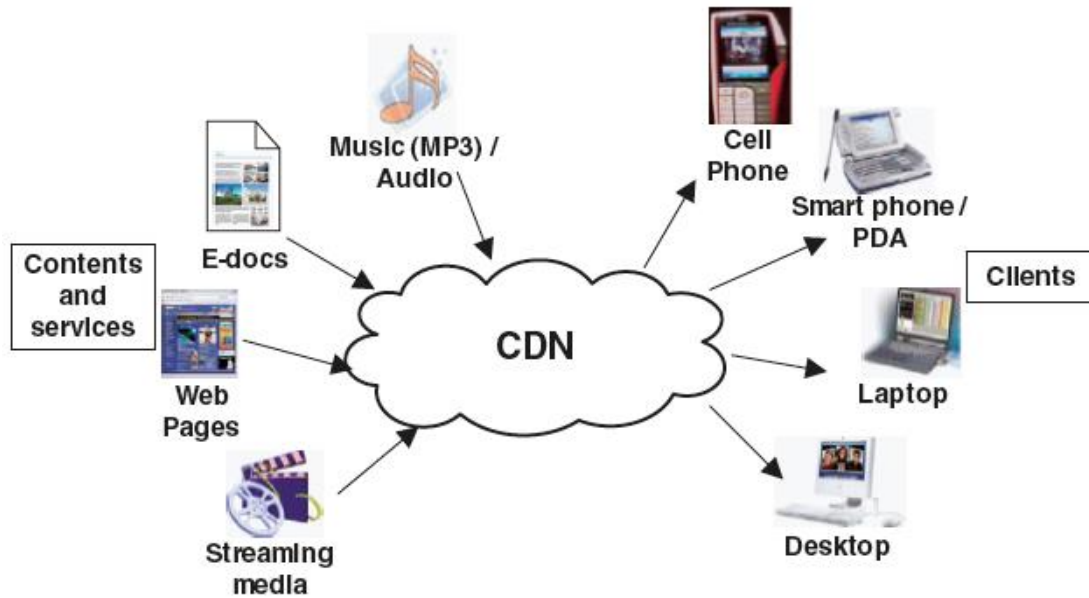 Music (MP3) /
Audio
Cell
Phone
E-docs
Smart phone /
PDA
Contents
and
services
Clients
CDN
Web
Pages
Laptop
Streaming
media
Desktop